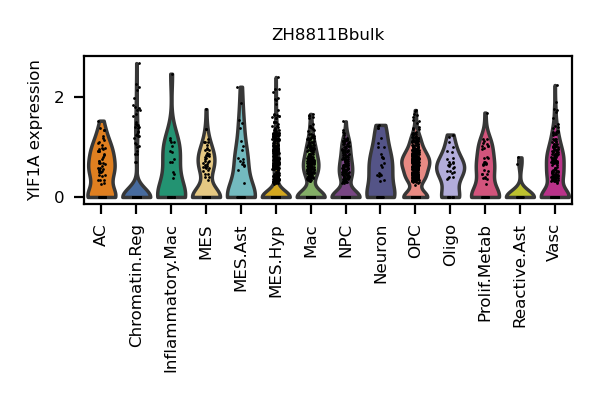 ZH8811Bbulk
YIF1A expression
2
0
AC
Chromatin.Reg
Inflammatory.Mac
MES
MES.Ast
MES.Hyp
Mac
NPC
Neuron
OPC
Oligo
Prolif.Metab
Reactive.Ast
Vasc